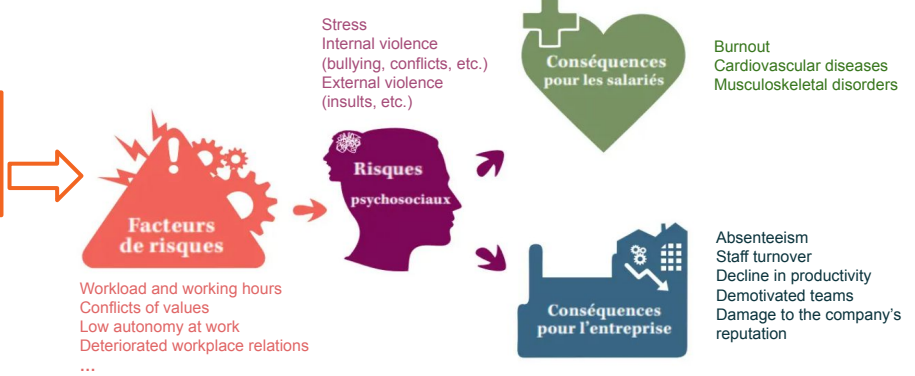 Stress
Internal violence
(bullying, conflicts, etc.)
External violence
(insults, etc.)
Conséquences
pour les salariés
Burnout
Cardiovascular diseases
Musculoskeletal disorders
Facteurs
de risques
Risques
psychosociaux
Workload and working hours
Conflicts of values
Low autonomy at work
Deteriorated workplace relations
...
Conséquences
pour l'entreprise
Absenteeism
Staff turnover
Decline in productivity
Demotivated teams
Damage to the company's
reputation